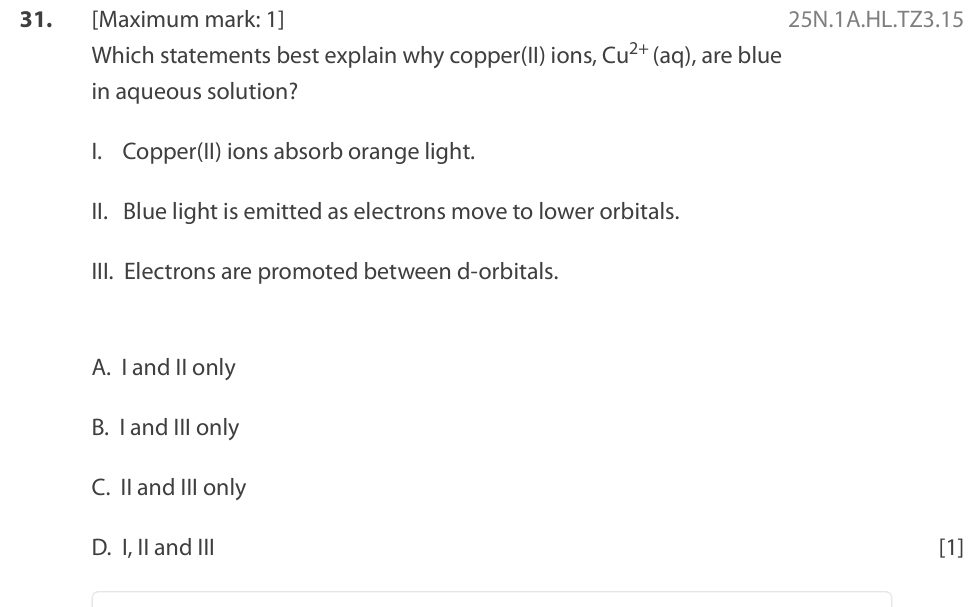 31. [Maximum mark: 1] 25N.1A.HL.TZ3.15
Which statements best explain why copper(II) ions, Cu²⁺ (aq), are blue
in aqueous solution?
I. Copper(II) ions absorb orange light.
II. Blue light is emitted as electrons move to lower orbitals.
III. Electrons are promoted between d-orbitals.
A. I and II only
B. I and III only
C. II and III only
D. I, II and III [1]